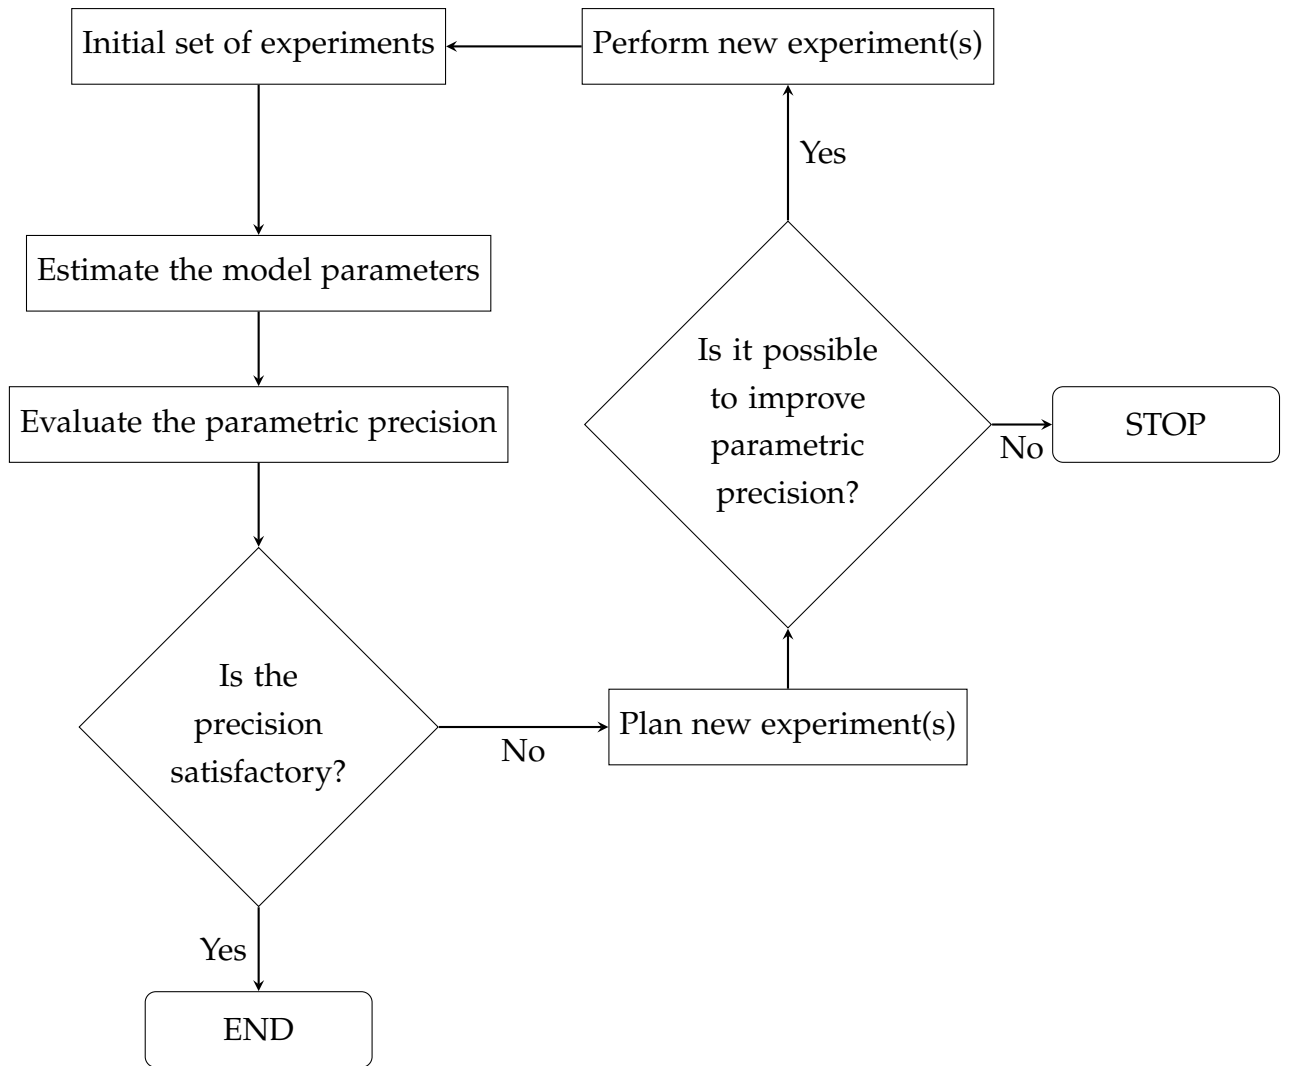 Initial set of experiments
Perform new experiment(s)
Yes
Estimate the model parameters
Is it possible
to improve
parametric
precision?
Evaluate the parametric precision
STOP
No
Is the
precision
satisfactory?
No
Plan new experiment(s)
Yes
END